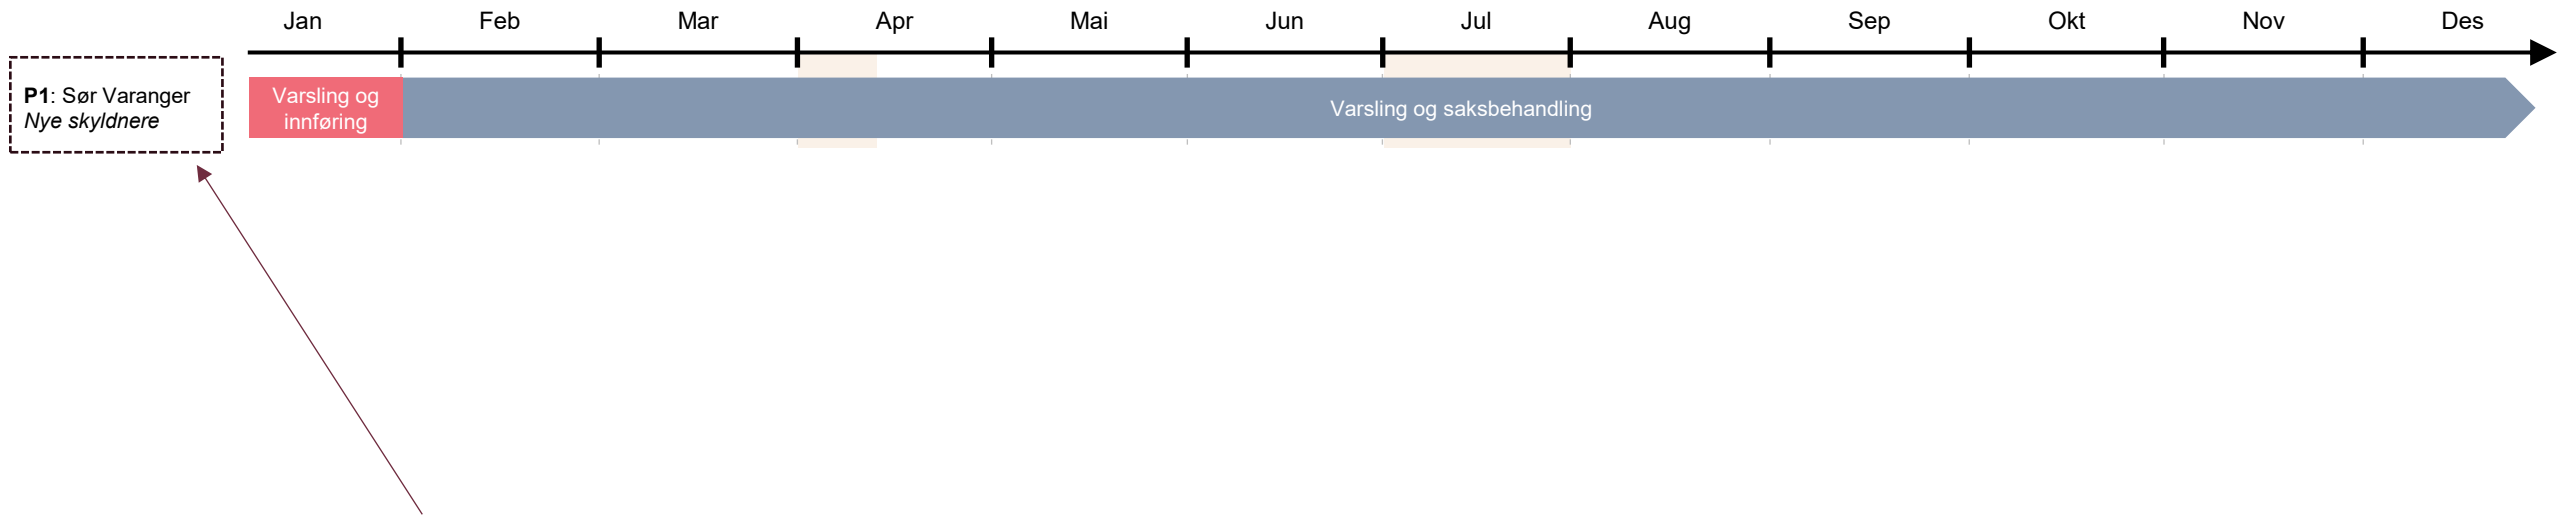 Jan Feb Mar Apr Mai Jun Jul Aug Sep Okt Nov Des
P1: Sør Varanger
Nye skyldnere
Varsling og
innføring
Varsling og saksbehandling